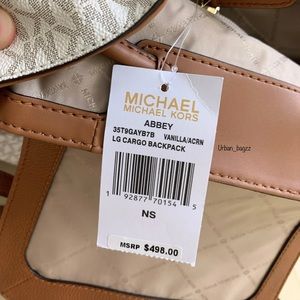 MICHAEL
MICHAEL KORS
ABBEY
35T9GAYB7B VANILLA/ACRN
LG CARGO BACKPACK
Urban_bagzz
1 92877 70154 5
NS
MSRP $498.00